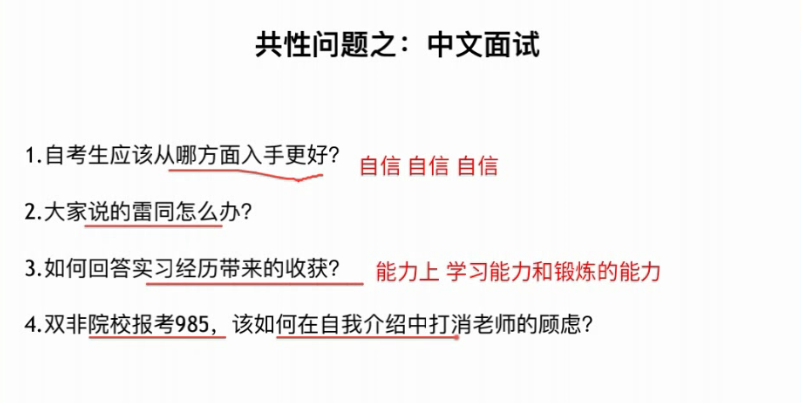 共性问题之：中文面试
1.自考生应该从哪方面入手更好？ 自信 自信 自信
2.大家说的雷同怎么办？
3.如何回答实习经历带来的收获？ 能力上 学习能力和锻炼的能力
4.双非院校报考985，该如何在自我介绍中打消老师的顾虑？